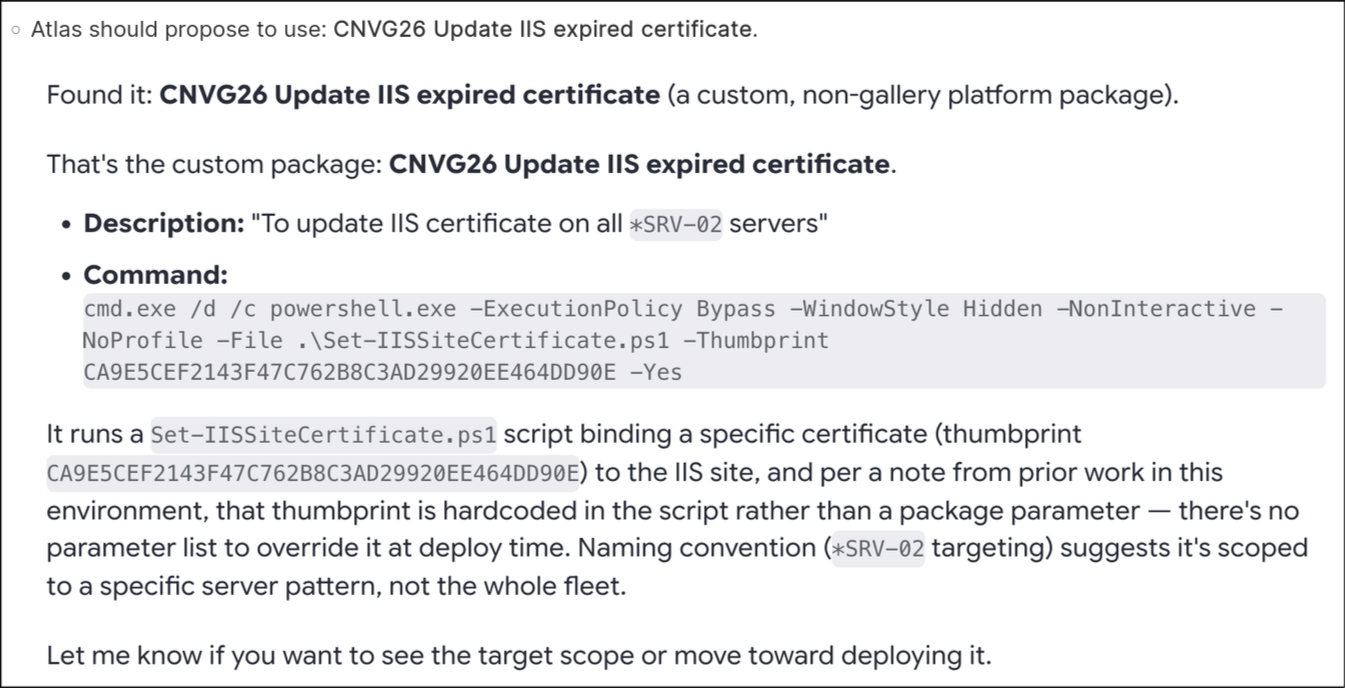 ○ Atlas should propose to use: CNVG26 Update IIS expired certificate.
Found it: CNVG26 Update IIS expired certificate (a custom, non-gallery platform package).
That's the custom package: CNVG26 Update IIS expired certificate.
• Description: "To update IIS certificate on all *SRV-02 servers"
• Command:
cmd.exe /d /c powershell.exe -ExecutionPolicy Bypass -WindowStyle Hidden -NonInteractive -
NoProfile -File .\Set-IISSiteCertificate.ps1 -Thumbprint
CA9E5CEF2143F47C762B8C3AD29920EE464DD90E -Yes
It runs a Set-IISSiteCertificate.ps1 script binding a specific certificate (thumbprint
CA9E5CEF2143F47C762B8C3AD29920EE464DD90E) to the IIS site, and per a note from prior work in this
environment, that thumbprint is hardcoded in the script rather than a package parameter — there's no
parameter list to override it at deploy time. Naming convention (*SRV-02 targeting) suggests it's scoped
to a specific server pattern, not the whole fleet.
Let me know if you want to see the target scope or move toward deploying it.